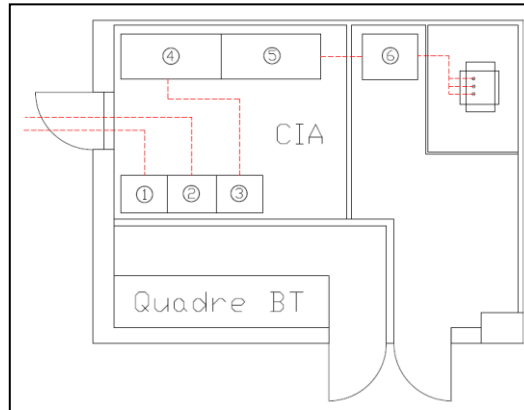 ④ ⑤ ⑥
CIA
① ② ③
Quadre BT